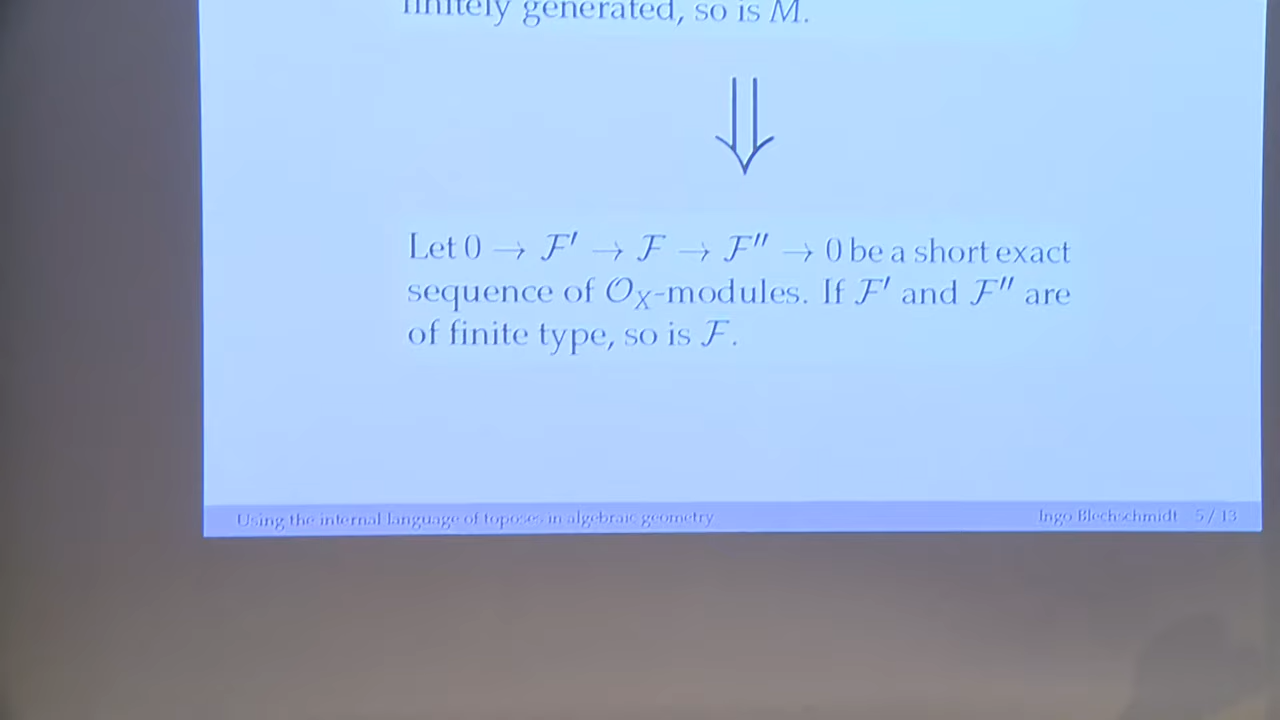 finitely generated, so is M.
Let 0 → ℱ′ → ℱ → ℱ″ → 0 be a short exact
sequence of 𝒪_X-modules. If ℱ′ and ℱ″ are
of finite type, so is ℱ.
Using the internal language of toposes in algebraic geometry
Ingo Blechschmidt 5 / 13